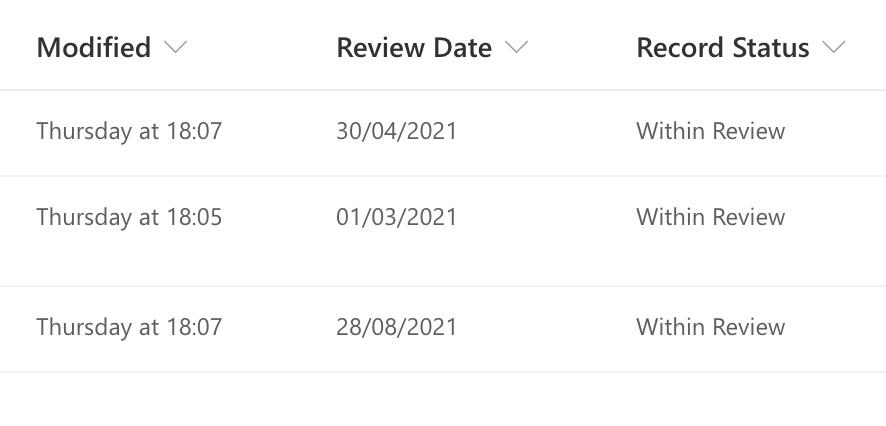 Modified Review Date Record Status
Thursday at 18:07 30/04/2021 Within Review
Thursday at 18:05 01/03/2021 Within Review
Thursday at 18:07 28/08/2021 Within Review